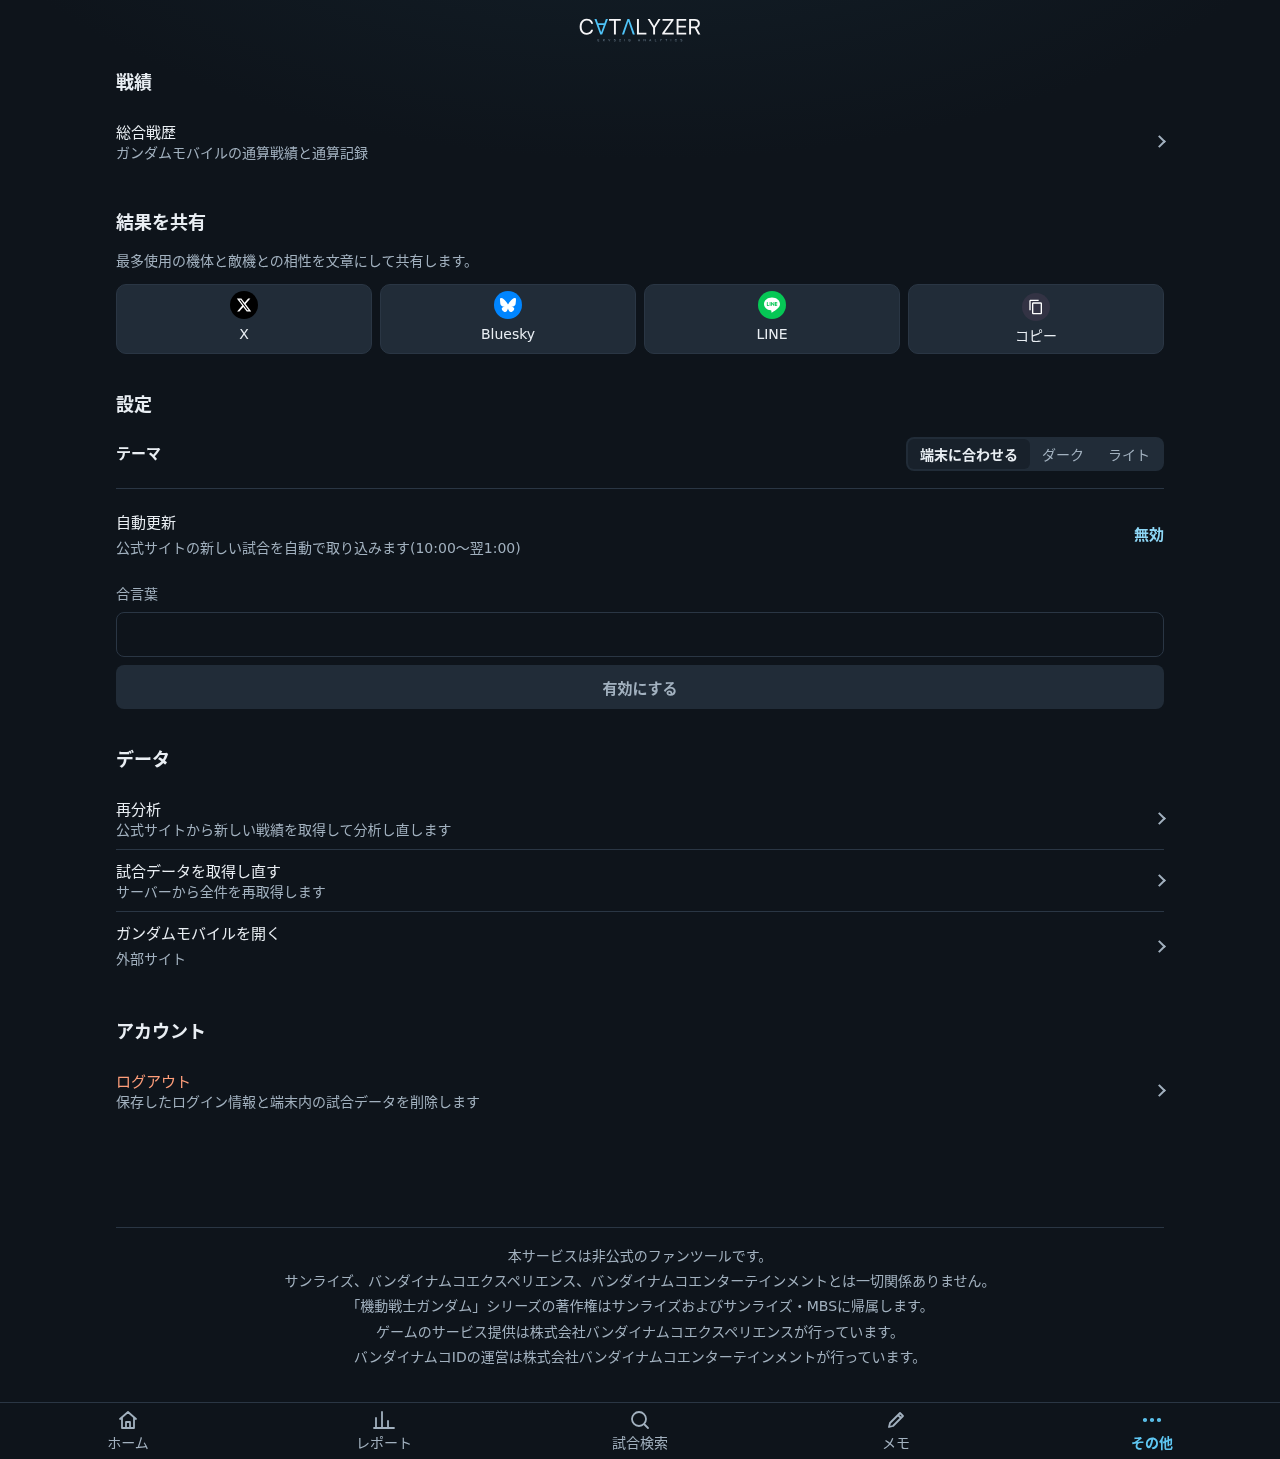 C∀TΛLYZER
戦績
総合戦歴
ガンダムモバイルの通算戦績と通算記録
結果を共有
最多使用の機体と敵機との相性を文章にして共有します。
X
Bluesky
LINE
コピー
設定
テーマ
端末に合わせる
ダーク
ライト
自動更新
公式サイトの新しい試合を自動で取り込みます(10:00〜翌1:00)
無効
合言葉
有効にする
データ
再分析
公式サイトから新しい戦績を取得して分析し直します
試合データを取得し直す
サーバーから全件を再取得します
ガンダムモバイルを開く
外部サイト
アカウント
ログアウト
保存したログイン情報と端末内の試合データを削除します
本サービスは非公式のファンツールです。
サンライズ、バンダイナムコエクスペリエンス、バンダイナムコエンターテインメントとは一切関係ありません。
「機動戦士ガンダム」シリーズの著作権はサンライズおよびサンライズ・MBSに帰属します。
ゲームのサービス提供は株式会社バンダイナムコエクスペリエンスが行っています。
バンダイナムコIDの運営は株式会社バンダイナムコエンターテインメントが行っています。
ホーム
レポート
試合検索
メモ
その他